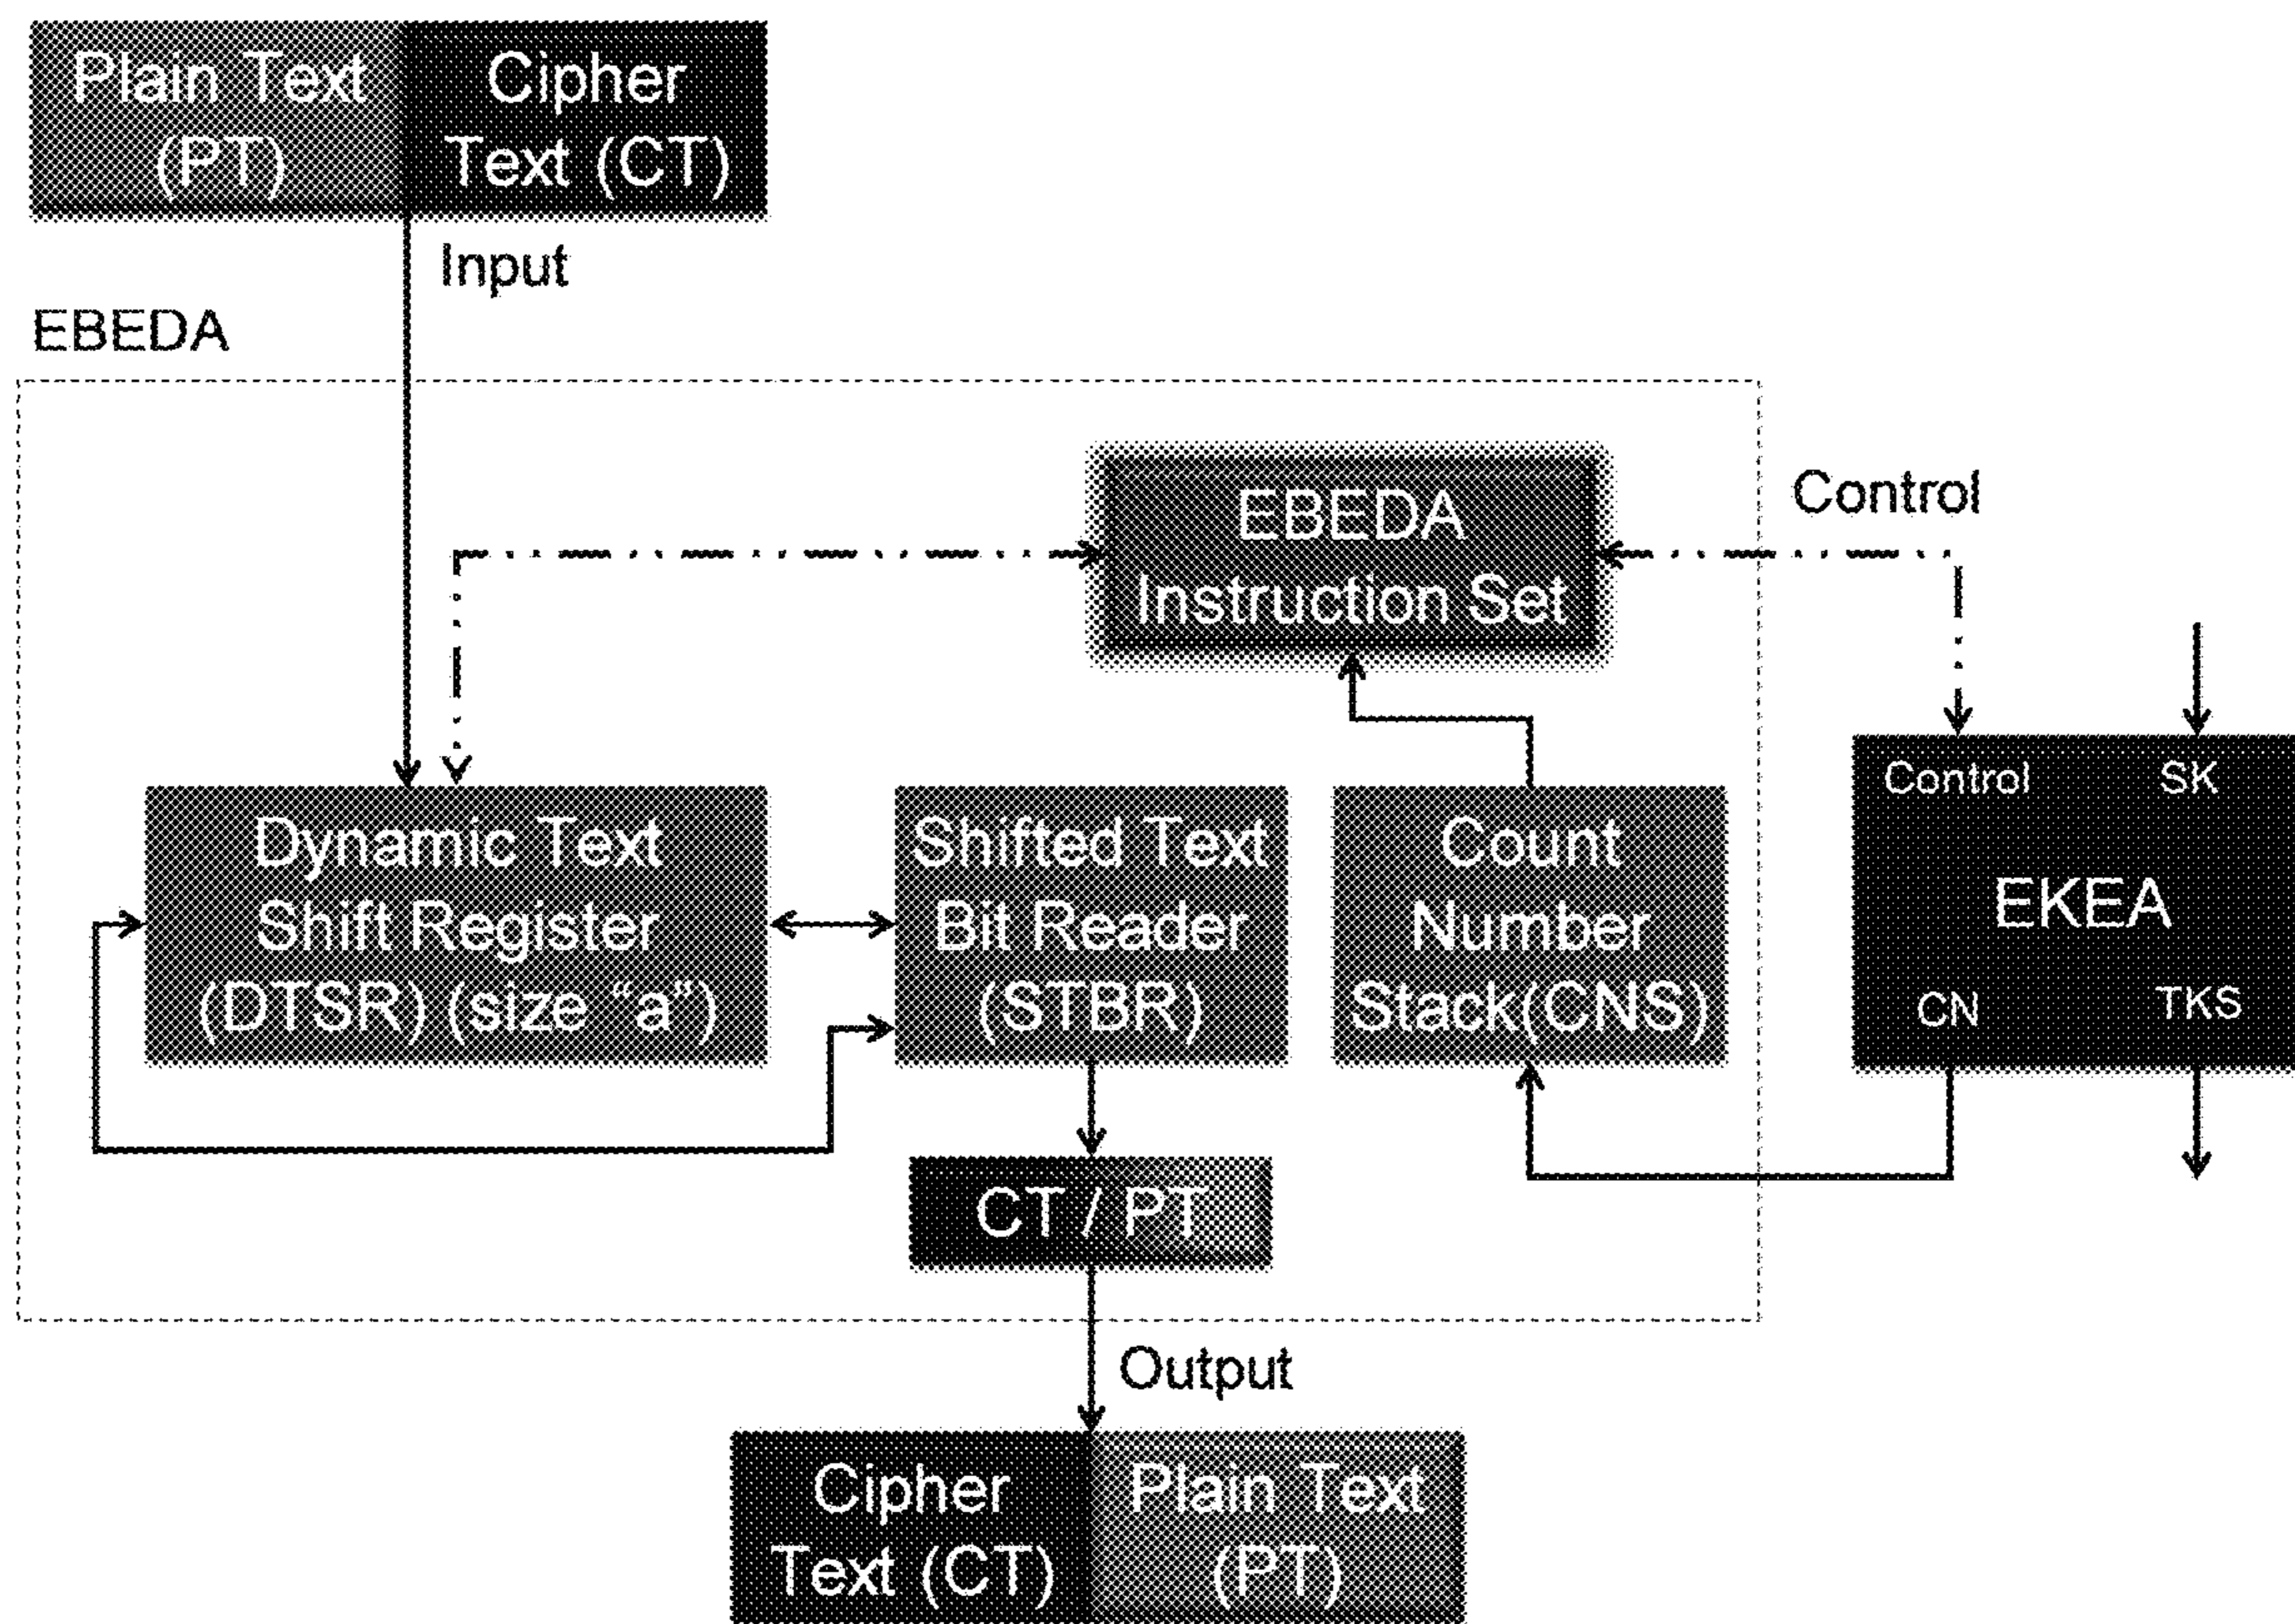 Plain Text
(PT)
Cipher
Text (CT)
Input
EBEDA
EBEDA
Instruction Set
Control
Dynamic Text
Shift Register
(DTSR) (size “a“)
Shifted Text
Bit Reader
(STBR)
Count
Number
Stack(CNS)
Control
SK
EKEA
CN
TKS
CT / PT
Output
Cipher
Text (CT)
Plain Text
(PT)